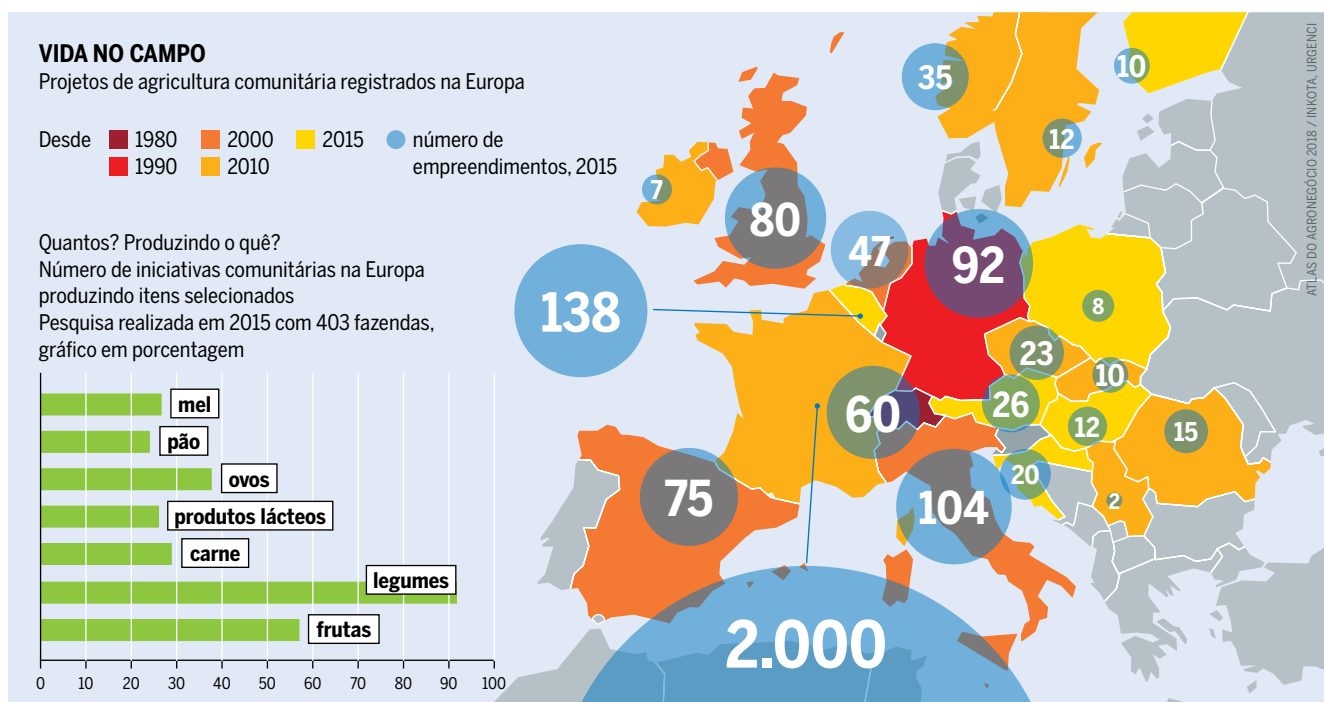 VIDA NO CAMPO
Projetos de agricultura comunitária registrados na Europa
Desde
1980
1990
2000
2010
2015
número de
empreendimentos, 2015
Quantos? Produzindo o quê?
Número de iniciativas comunitárias na Europa
produzindo itens selecionados
Pesquisa realizada em 2015 com 403 fazendas,
gráfico em porcentagem
mel
pão
ovos
produtos lácteos
carne
legumes
frutas
0 10 20 30 40 50 60 70 80 90 100
35
10
12
7
80
47
92
138
8
23
10
60
26
12
15
20
75
104
2
2.000
ATLAS DO AGRONEGÓCIO 2018 / INKOTA, URGENCI